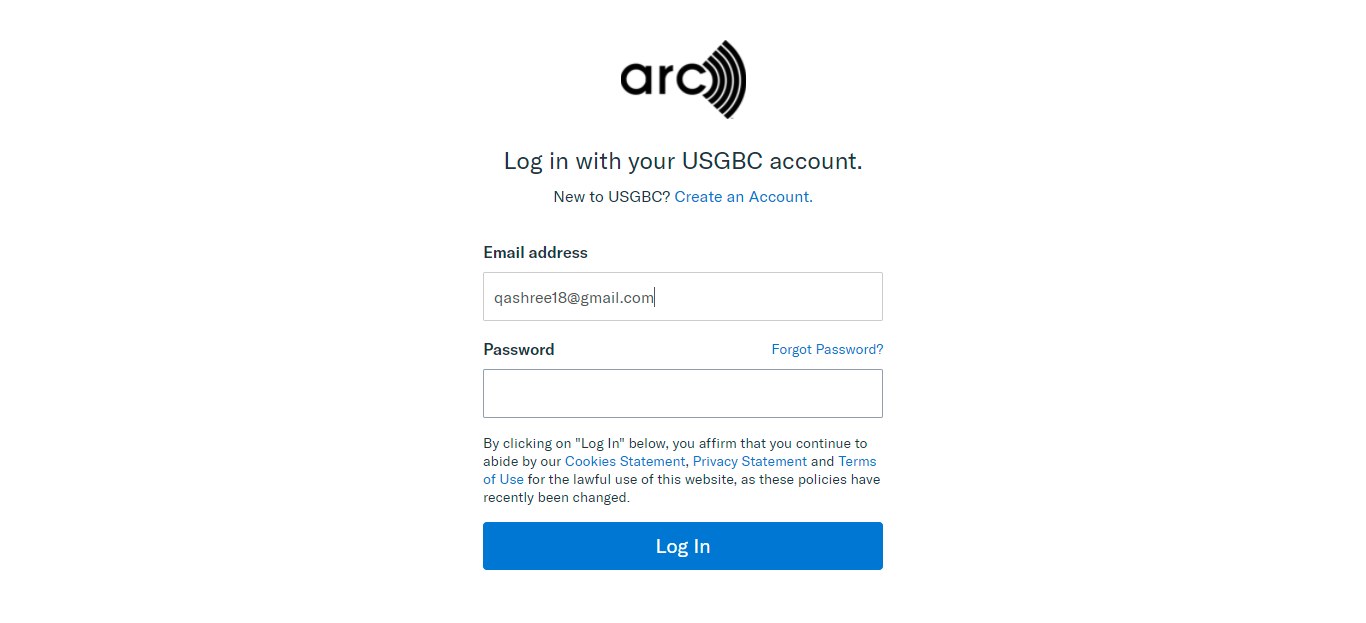 arc
Log in with your USGBC account.
New to USGBC? Create an Account.
Email address
qashree18@gmail.com
Password Forgot Password?
By clicking on "Log In" below, you affirm that you continue to
abide by our Cookies Statement, Privacy Statement and Terms
of Use for the lawful use of this website, as these policies have
recently been changed.
Log In